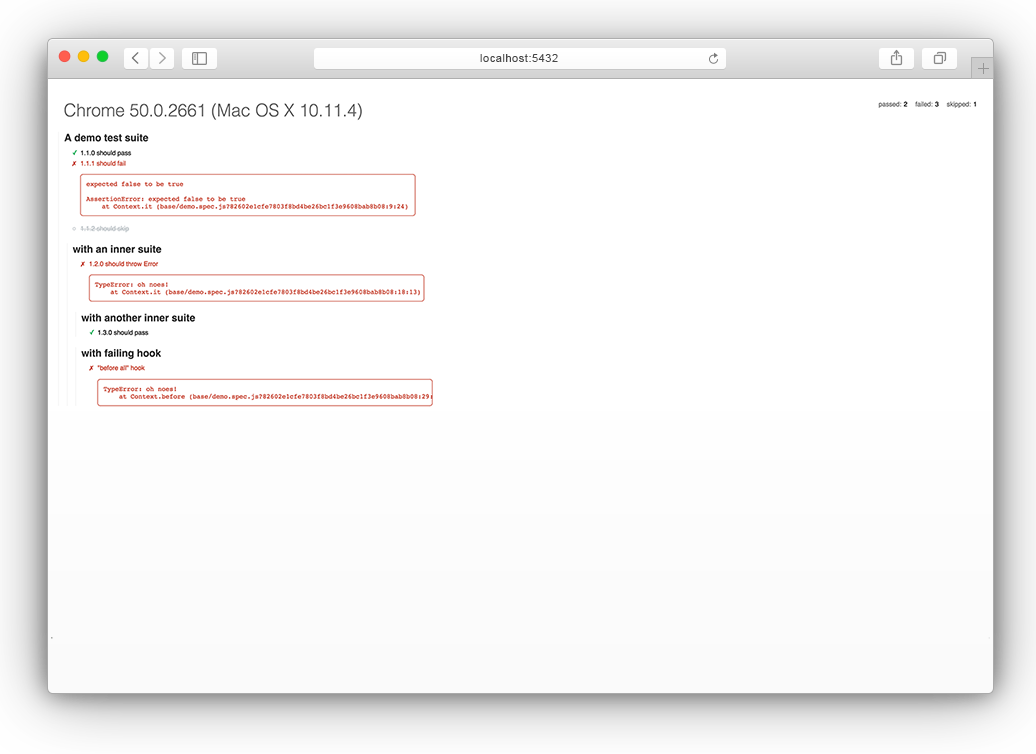 localhost:5432
Chrome 50.0.2661 (Mac OS X 10.11.4)
passed: 2 failed: 3 skipped: 1
A demo test suite
✓ 1.1.0 should pass
✗ 1.1.1 should fail
expected false to be true
AssertionError: expected false to be true
at Context.it (base/demo.spec.js782602e1cfe7803f8bd4be26bc1f3e9608bab8b08:9:24)
1.1.2 should skip
with an inner suite
✗ 1.2.0 should throw Error
TypeError: oh noes!
at Context.it (base/demo.spec.js782602e1cfe7803f8bd4be26bc1f3e9608bab8b08:18:13)
with another inner suite
✓ 1.3.0 should pass
with failing hook
✗ "before all" hook
TypeError: oh noes!
at Context.before (base/demo.spec.js782602e1cfe7803f8bd4be26bc1f3e9608bab8b08:29: